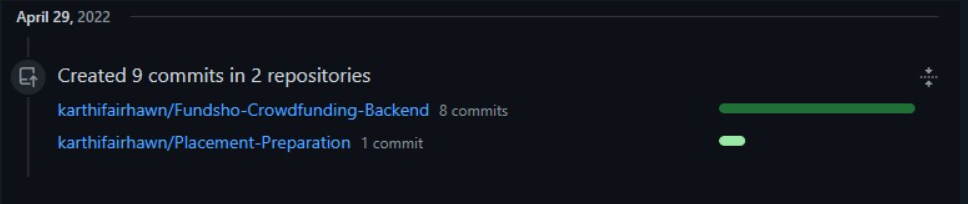 April 29, 2022
Created 9 commits in 2 repositories
karthifairhawn/Fundsho-Crowdfunding-Backend 8 commits
karthifairhawn/Placement-Preparation 1 commit